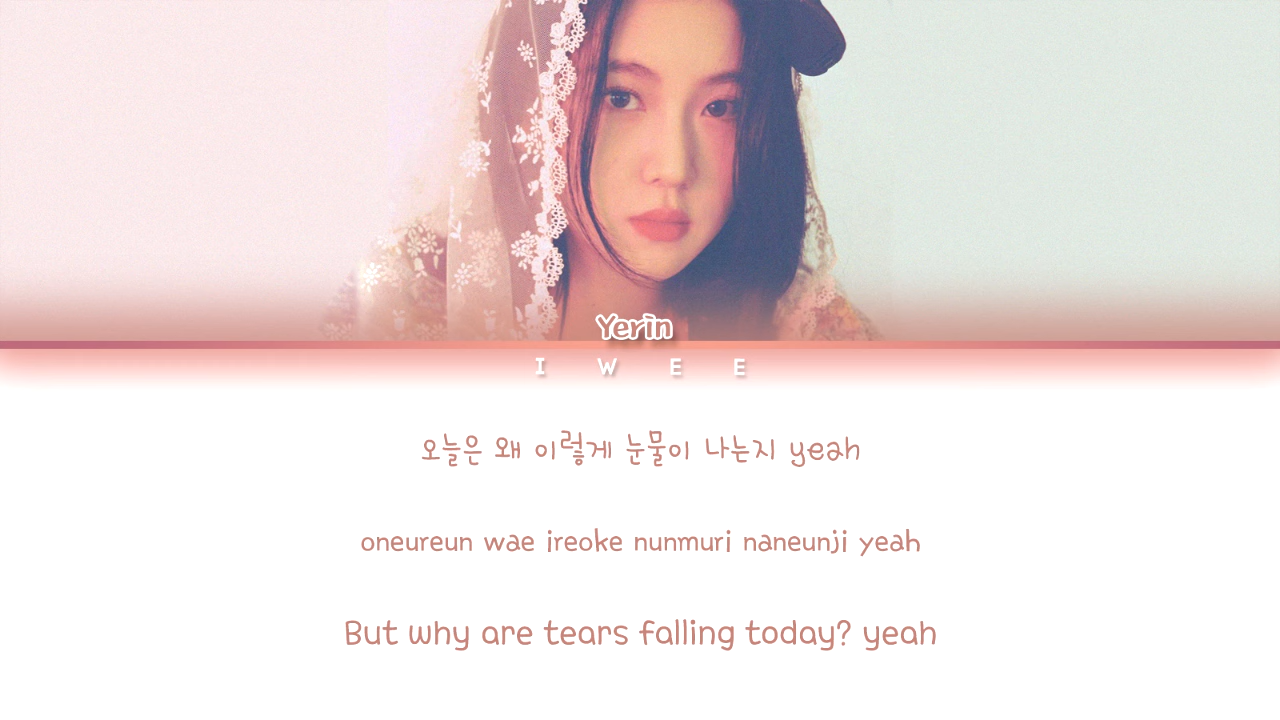 Yerin
I W E E
오늘은 왜 이렇게 눈물이 나는지 yeah
oneureun wae ireoke nunmuri naneunji yeah
But why are tears falling today? yeah